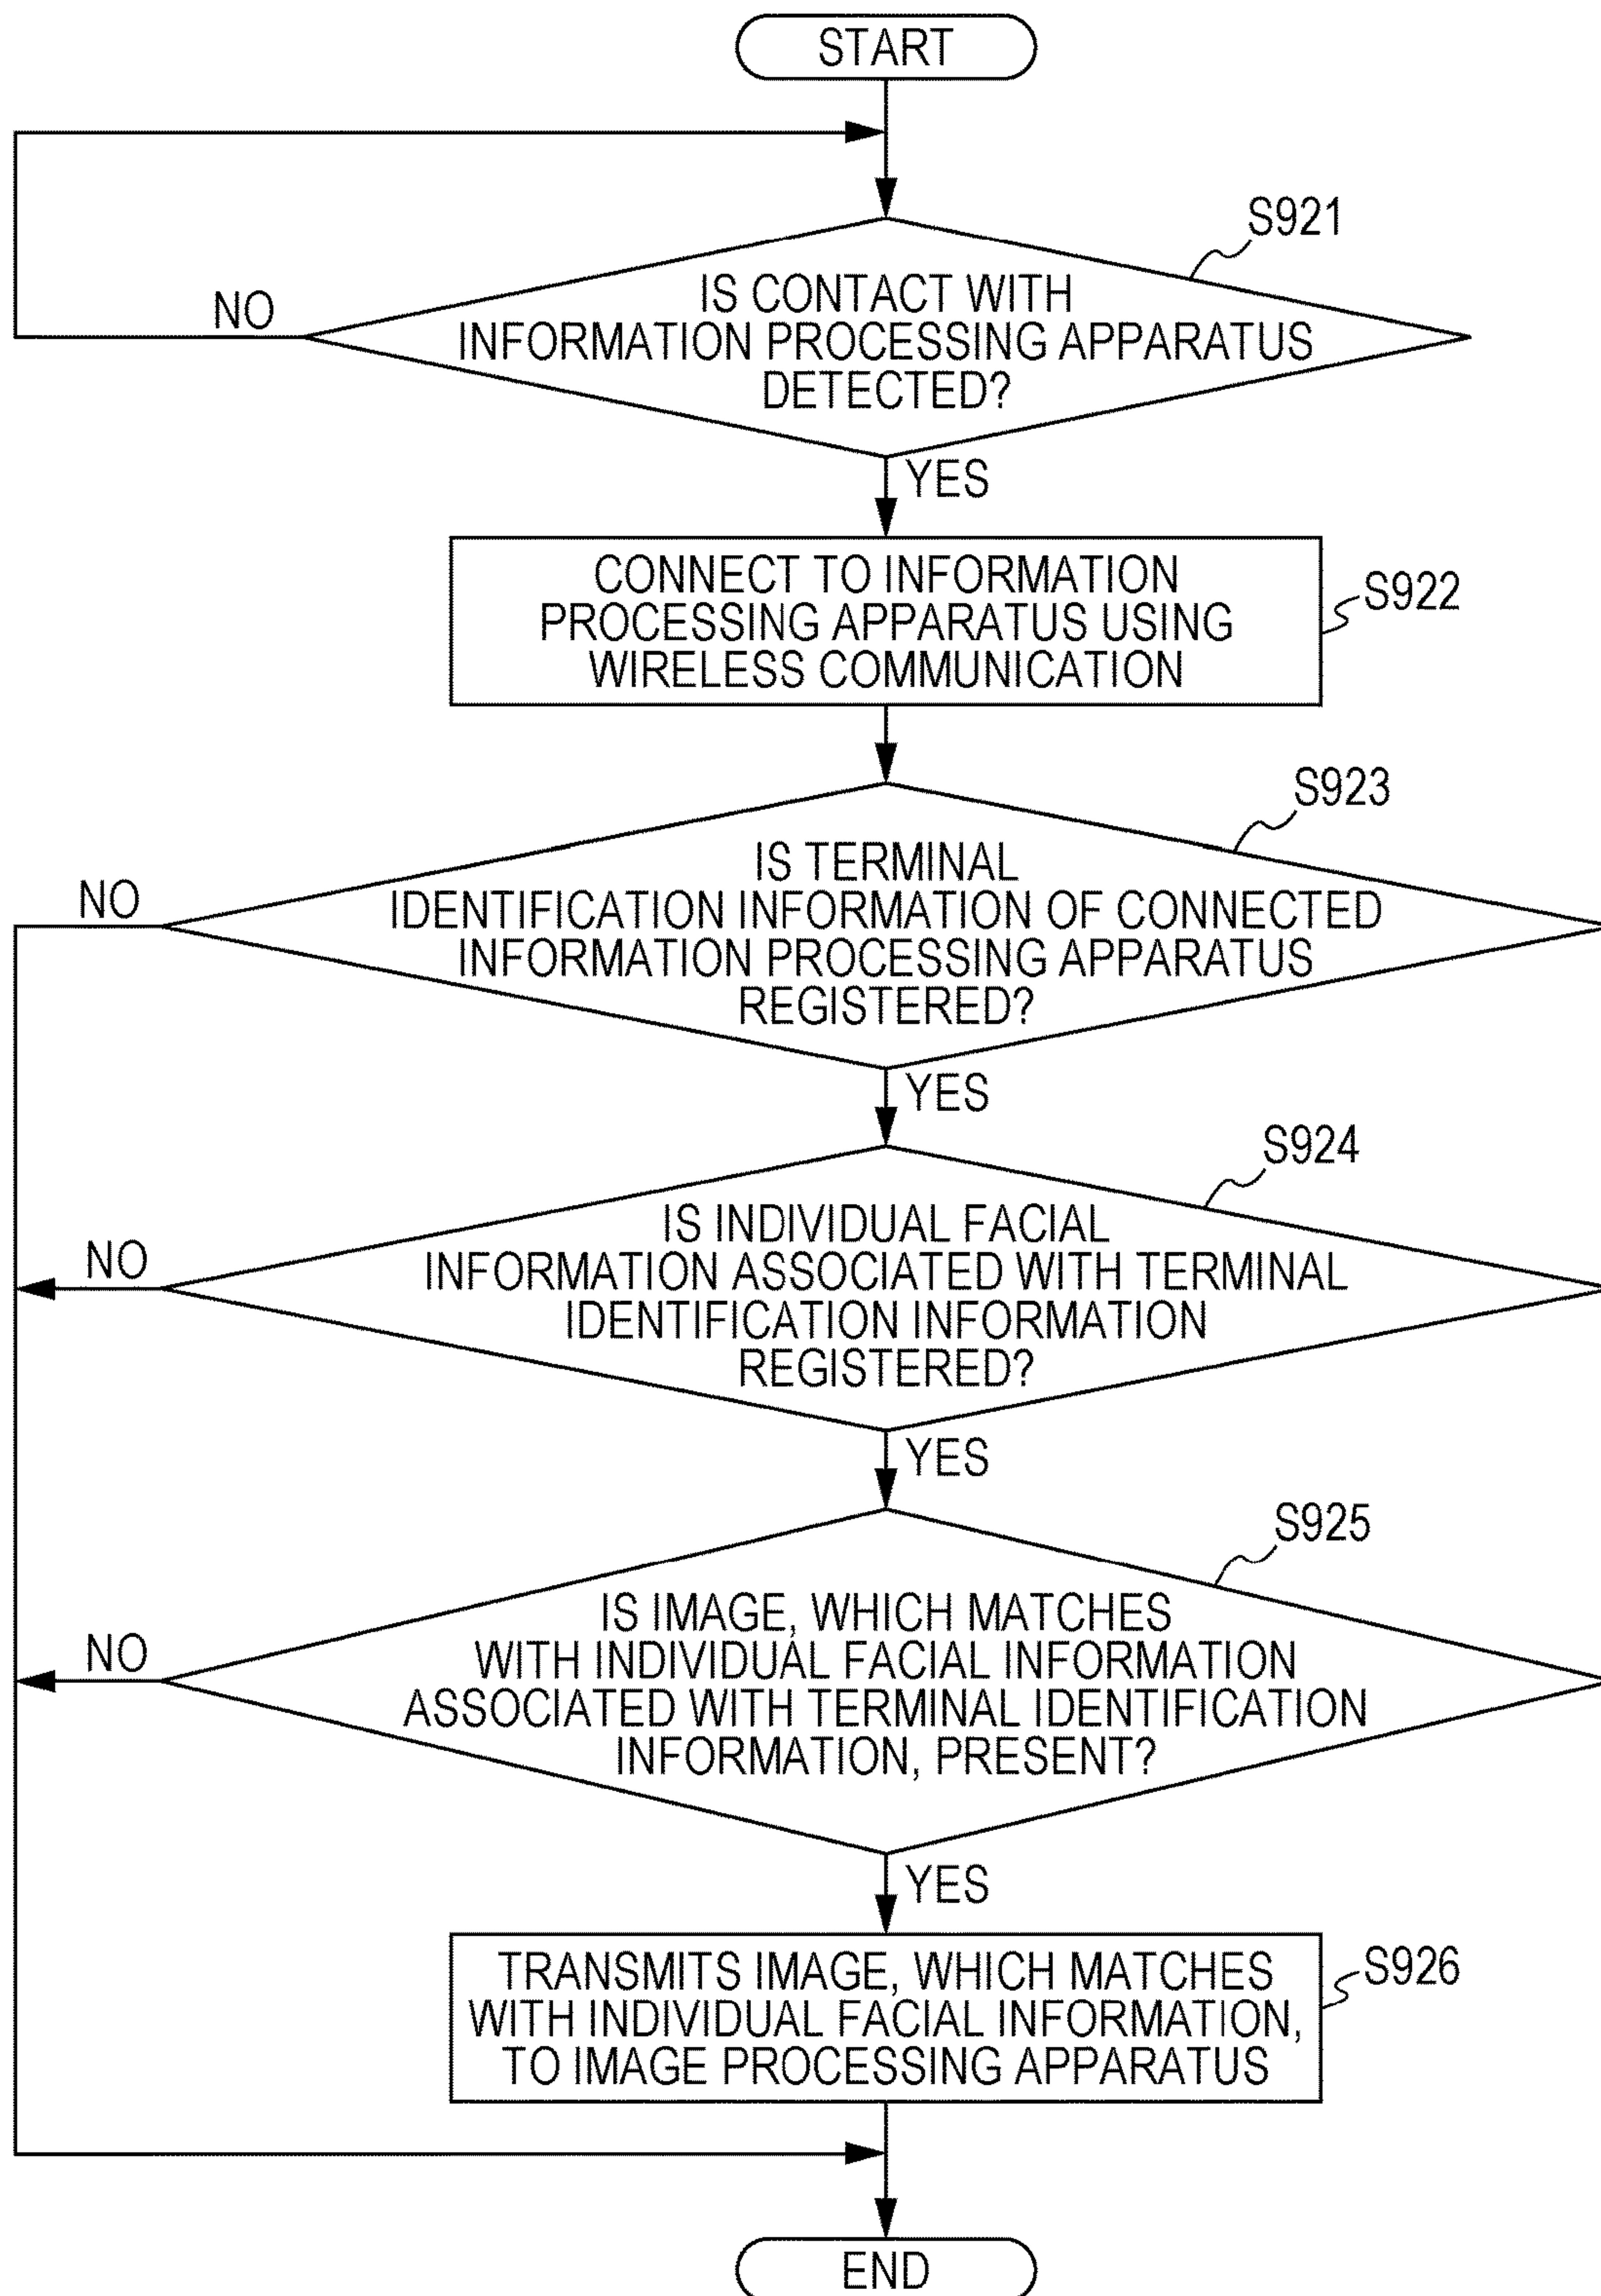 START
S921
IS CONTACT WITH
INFORMATION PROCESSING APPARATUS
DETECTED?
NO
YES
CONNECT TO INFORMATION
PROCESSING APPARATUS USING
WIRELESS COMMUNICATION
S922
S923
IS TERMINAL
IDENTIFICATION INFORMATION OF CONNECTED
INFORMATION PROCESSING APPARATUS
REGISTERED?
NO
YES
S924
IS INDIVIDUAL FACIAL
INFORMATION ASSOCIATED WITH TERMINAL
IDENTIFICATION INFORMATION
REGISTERED?
NO
YES
S925
IS IMAGE, WHICH MATCHES
WITH INDIVIDUAL FACIAL INFORMATION
ASSOCIATED WITH TERMINAL IDENTIFICATION
INFORMATION, PRESENT?
NO
YES
TRANSMITS IMAGE, WHICH MATCHES
WITH INDIVIDUAL FACIAL INFORMATION,
TO IMAGE PROCESSING APPARATUS
S926
END